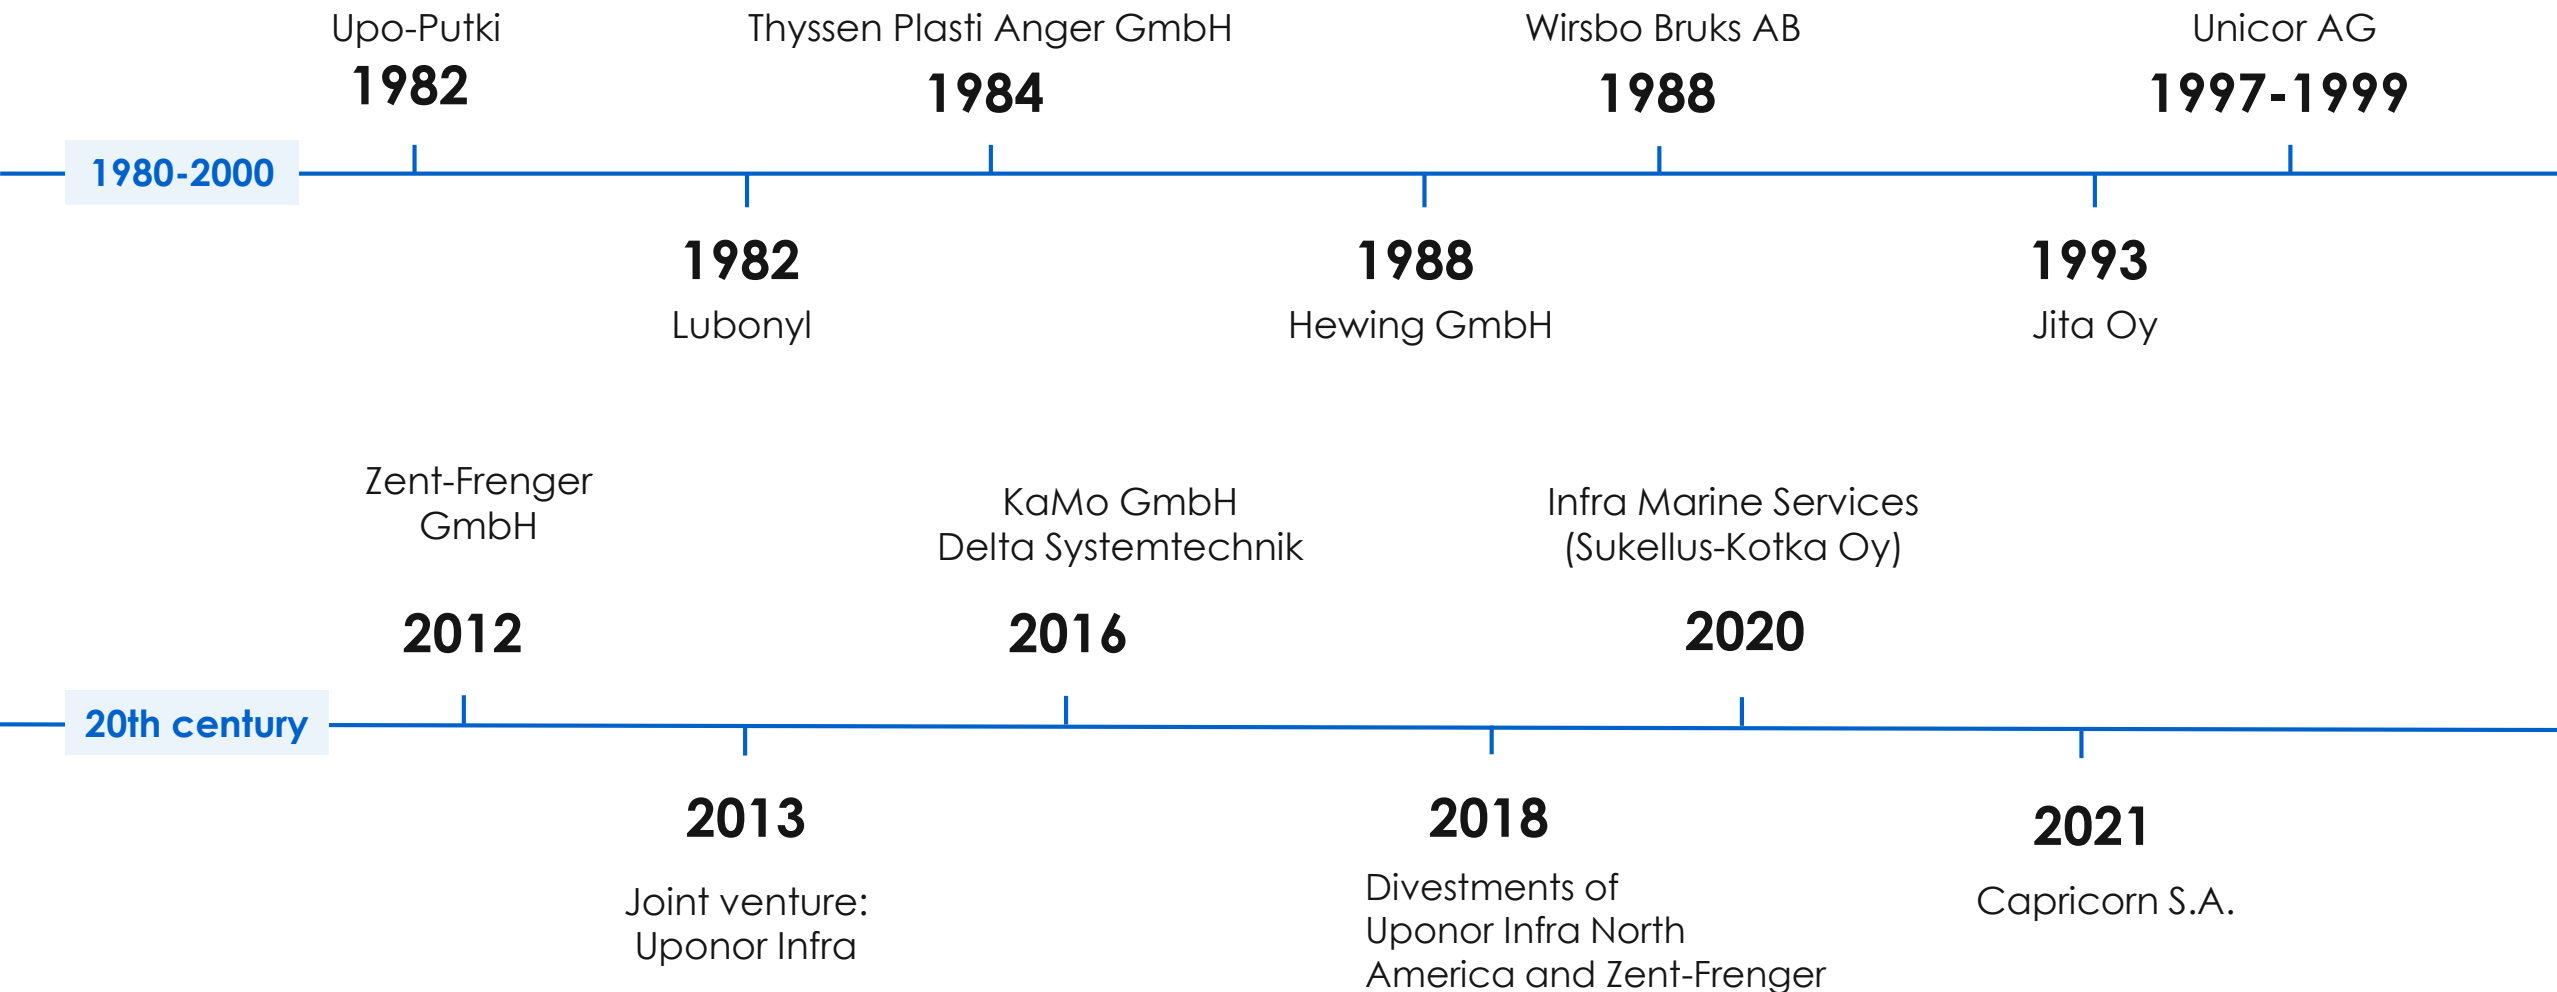 Upo-Putki
1982
Thyssen Plasti Anger GmbH
1984
Wirsbo Bruks AB
1988
Unicor AG
1997-1999
1980-2000
1982
Lubonyl
1988
Hewing GmbH
1993
Jita Oy
Zent-Frenger
GmbH
2012
KaMo GmbH
Delta Systemtechnik
2016
Infra Marine Services
(Sukellus-Kotka Oy)
2020
20th century
2013
Joint venture:
Uponor Infra
2018
Divestments of
Uponor Infra North
America and Zent-Frenger
2021
Capricorn S.A.